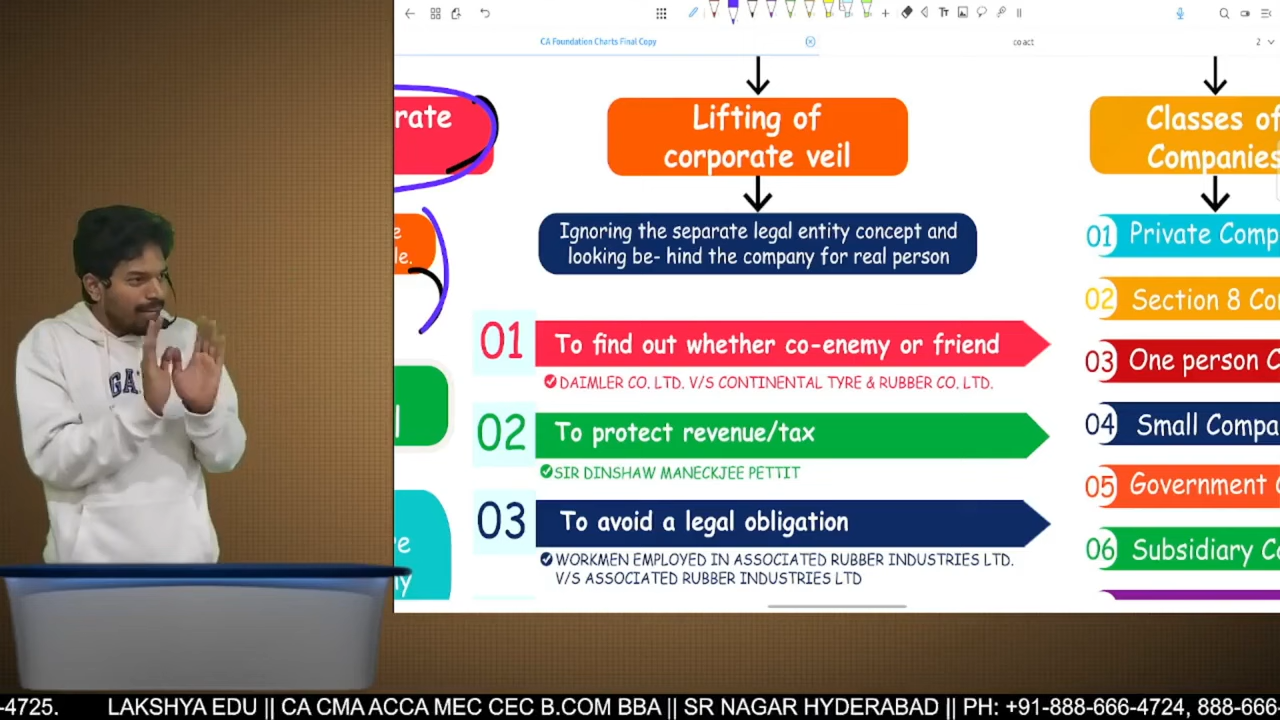 CA Foundation Charts Final Copy
co act
2
rate
Lifting of
corporate veil
Classes of
Companies
e
le.
Ignoring the separate legal entity concept and
looking be- hind the company for real person
01 To find out whether co-enemy or friend
DAIMLER CO. LTD. V/S CONTINENTAL TYRE & RUBBER CO. LTD.
02 To protect revenue/tax
SIR DINSHAW MANECKJEE PETTIT
03 To avoid a legal obligation
WORKMEN EMPLOYED IN ASSOCIATED RUBBER INDUSTRIES LTD.
V/S ASSOCIATED RUBBER INDUSTRIES LTD
01 Private Comp
02 Section 8 Co
03 One person C
04 Small Compa
05 Government
06 Subsidiary Co
GA
-4725. LAKSHYA EDU || CA CMA ACCA MEC CEC B.COM BBA || SR NAGAR HYDERABAD || PH: +91-888-666-4724, 888-666-